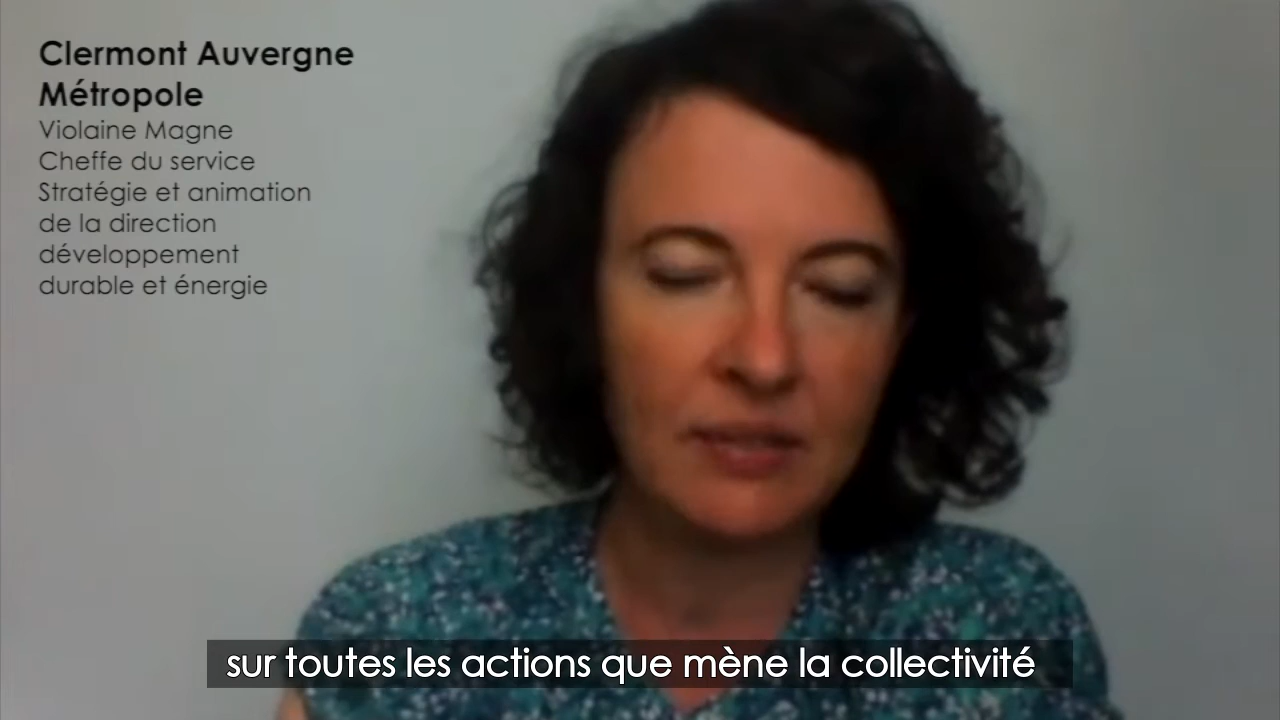 Clermont Auvergne
Métropole
Violaine Magne
Cheffe du service
Stratégie et animation
de la direction
développement
durable et énergie
sur toutes les actions que mène la collectivité